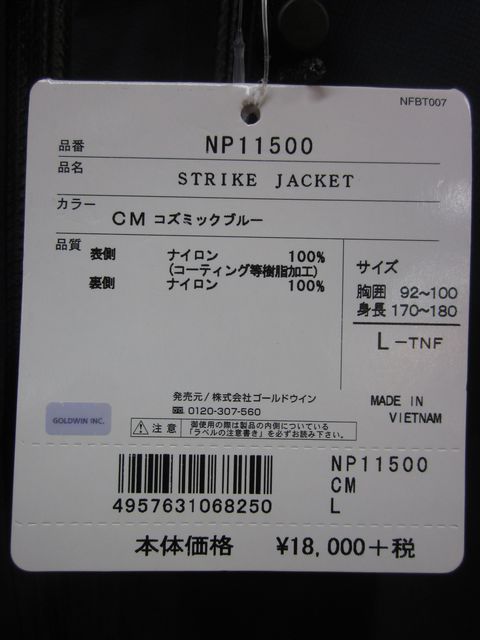 NFBT007
品番 NP11500
品名 STRIKE JACKET
カラー CM コズミックブルー
品質 表側 ナイロン 100%
(コーティング等樹脂加工)
裏側 ナイロン 100%
サイズ
胸囲 92~100
身長 170~180
L-TNF
発売元/株式会社ゴールドウイン
0120-307-560
MADE IN
VIETNAM
GOLDWIN INC.
注意 御使用の際は製品の内側についている
「ラベルの注意書き」を必ずお読み下さい。
4957631068250
NP11500
CM
L
本体価格 ¥18,000+税